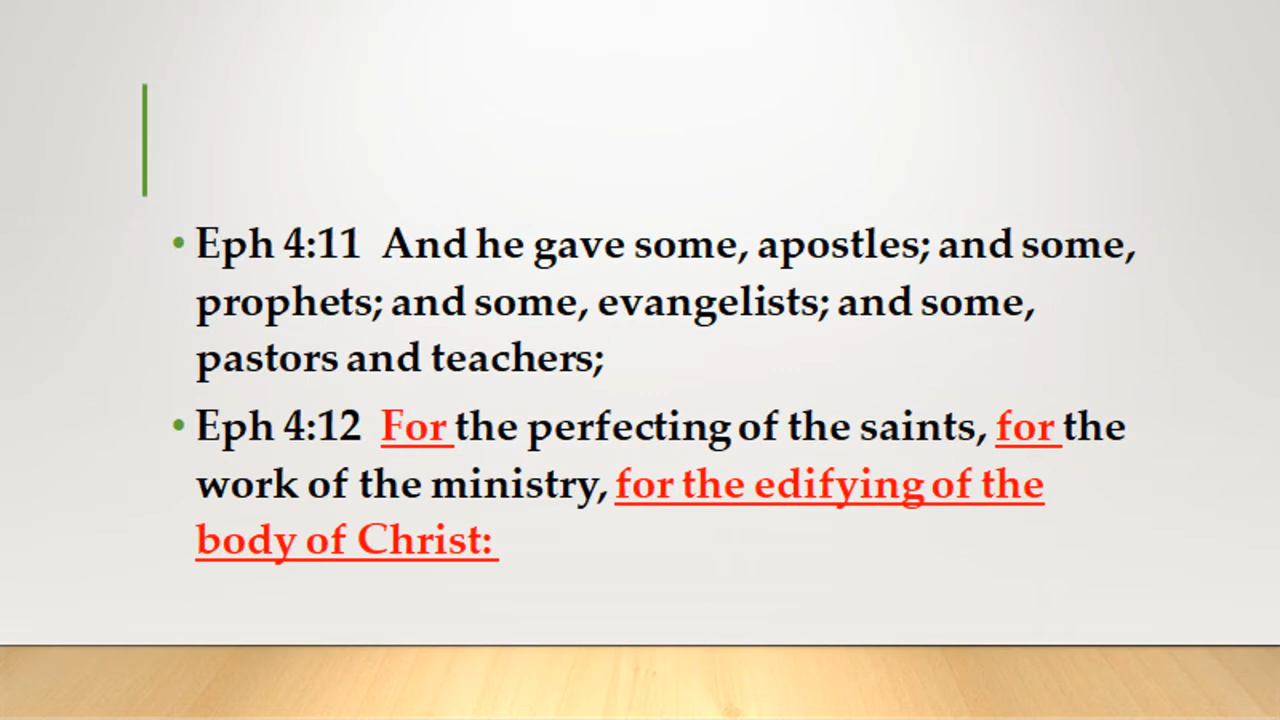 • Eph 4:11 And he gave some, apostles; and some,
prophets; and some, evangelists; and some,
pastors and teachers;
• Eph 4:12 For the perfecting of the saints, for the
work of the ministry, for the edifying of the
body of Christ: